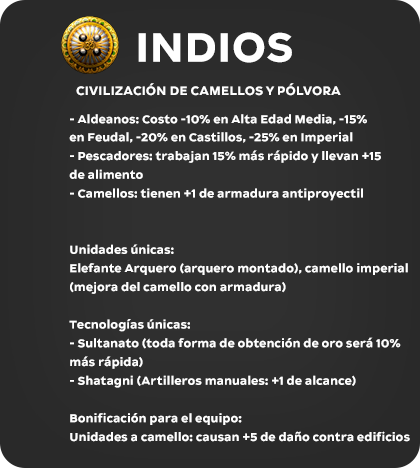 INDIOS
CIVILIZACIÓN DE CAMELLOS Y PÓLVORA
- Aldeanos: Costo -10% en Alta Edad Media, -15%
en Feudal, -20% en Castillos, -25% en Imperial
- Pescadores: trabajan 15% más rápido y llevan +15
de alimento
- Camellos: tienen +1 de armadura antiproyectil
Unidades únicas:
Elefante Arquero (arquero montado), camello imperial
(mejora del camello con armadura)
Tecnologías únicas:
- Sultanato (toda forma de obtención de oro será 10%
más rápida)
- Shatagni (Artilleros manuales: +1 de alcance)
Bonificación para el equipo:
Unidades a camello: causan +5 de daño contra edificios